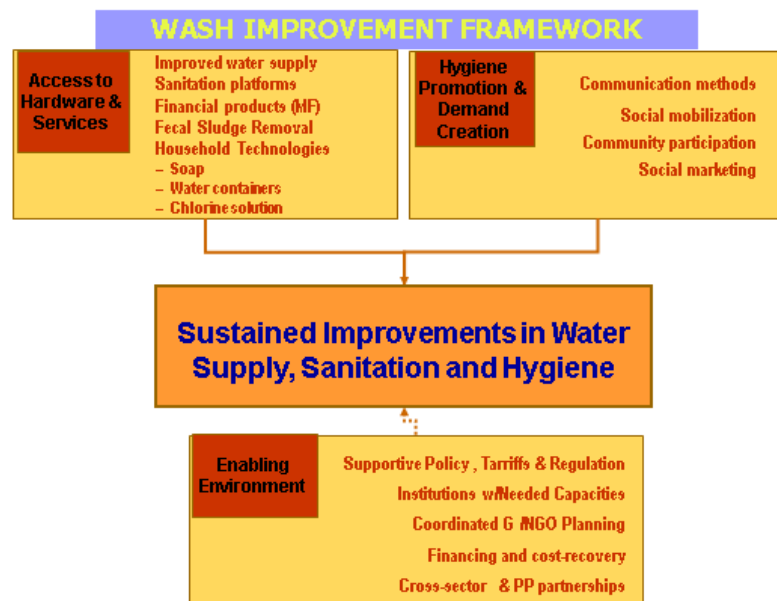 WASH IMPROVEMENT FRAMEWORK
Access to
Hardware &
Services
Improved water supply
Sanitation platforms
Financial products (MF)
Fecal Sludge Removal
Household Technologies
– Soap
– Water containers
– Chlorine solution
Hygiene
Promotion &
Demand
Creation
Communication methods
Social mobilization
Community participation
Social marketing
Sustained Improvements in Water
Supply, Sanitation and Hygiene
Enabling
Environment
Supportive Policy , Tarriffs & Regulation
Institutions w/Needed Capacities
Coordinated G /NGO Planning
Financing and cost-recovery
Cross-sector & PP partnerships